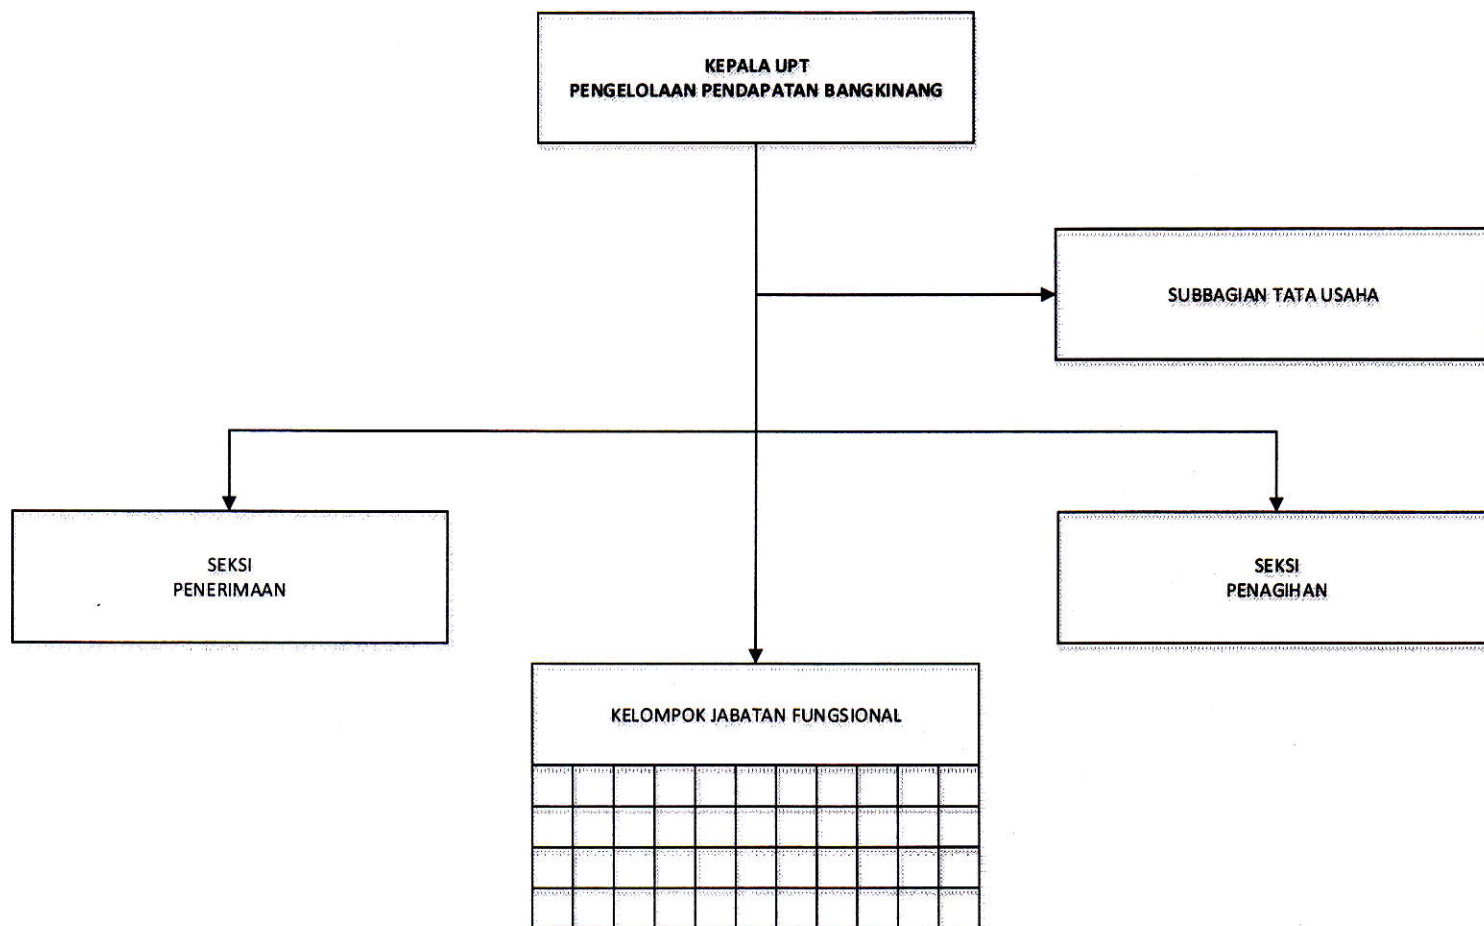 KEPALA UPT
PENGELOLAAN PENDAPATAN BANGKINANG
SUBBAGIAN TATA USAHA
SEKSI
PENERIMAAN
SEKSI
PENAGIHAN
KELOMPOK JABATAN FUNGSIONAL